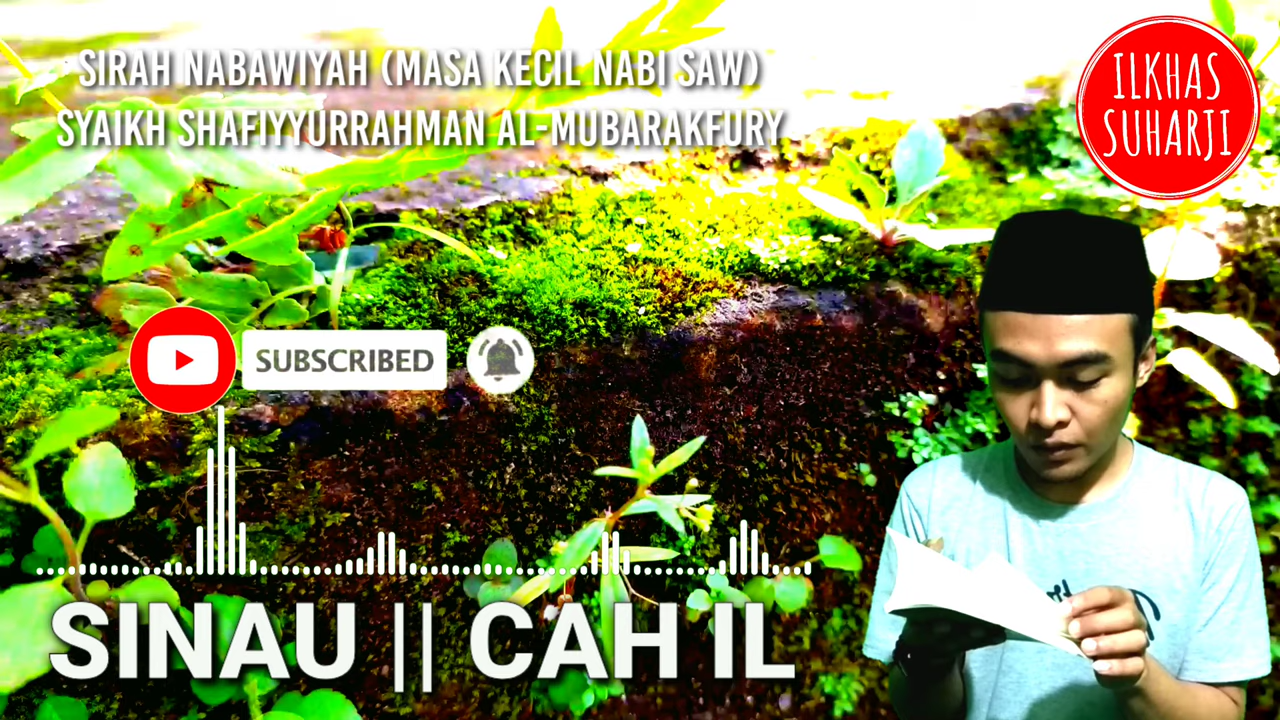 SIRAH NABAWIYAH (MASA KECIL NABI SAW)
SYAIKH SHAFIYYURRAHMAN AL-MUBARAKFURY
ILKHAS
SUHARJI
SUBSCRIBED
SINAU || CAH IL